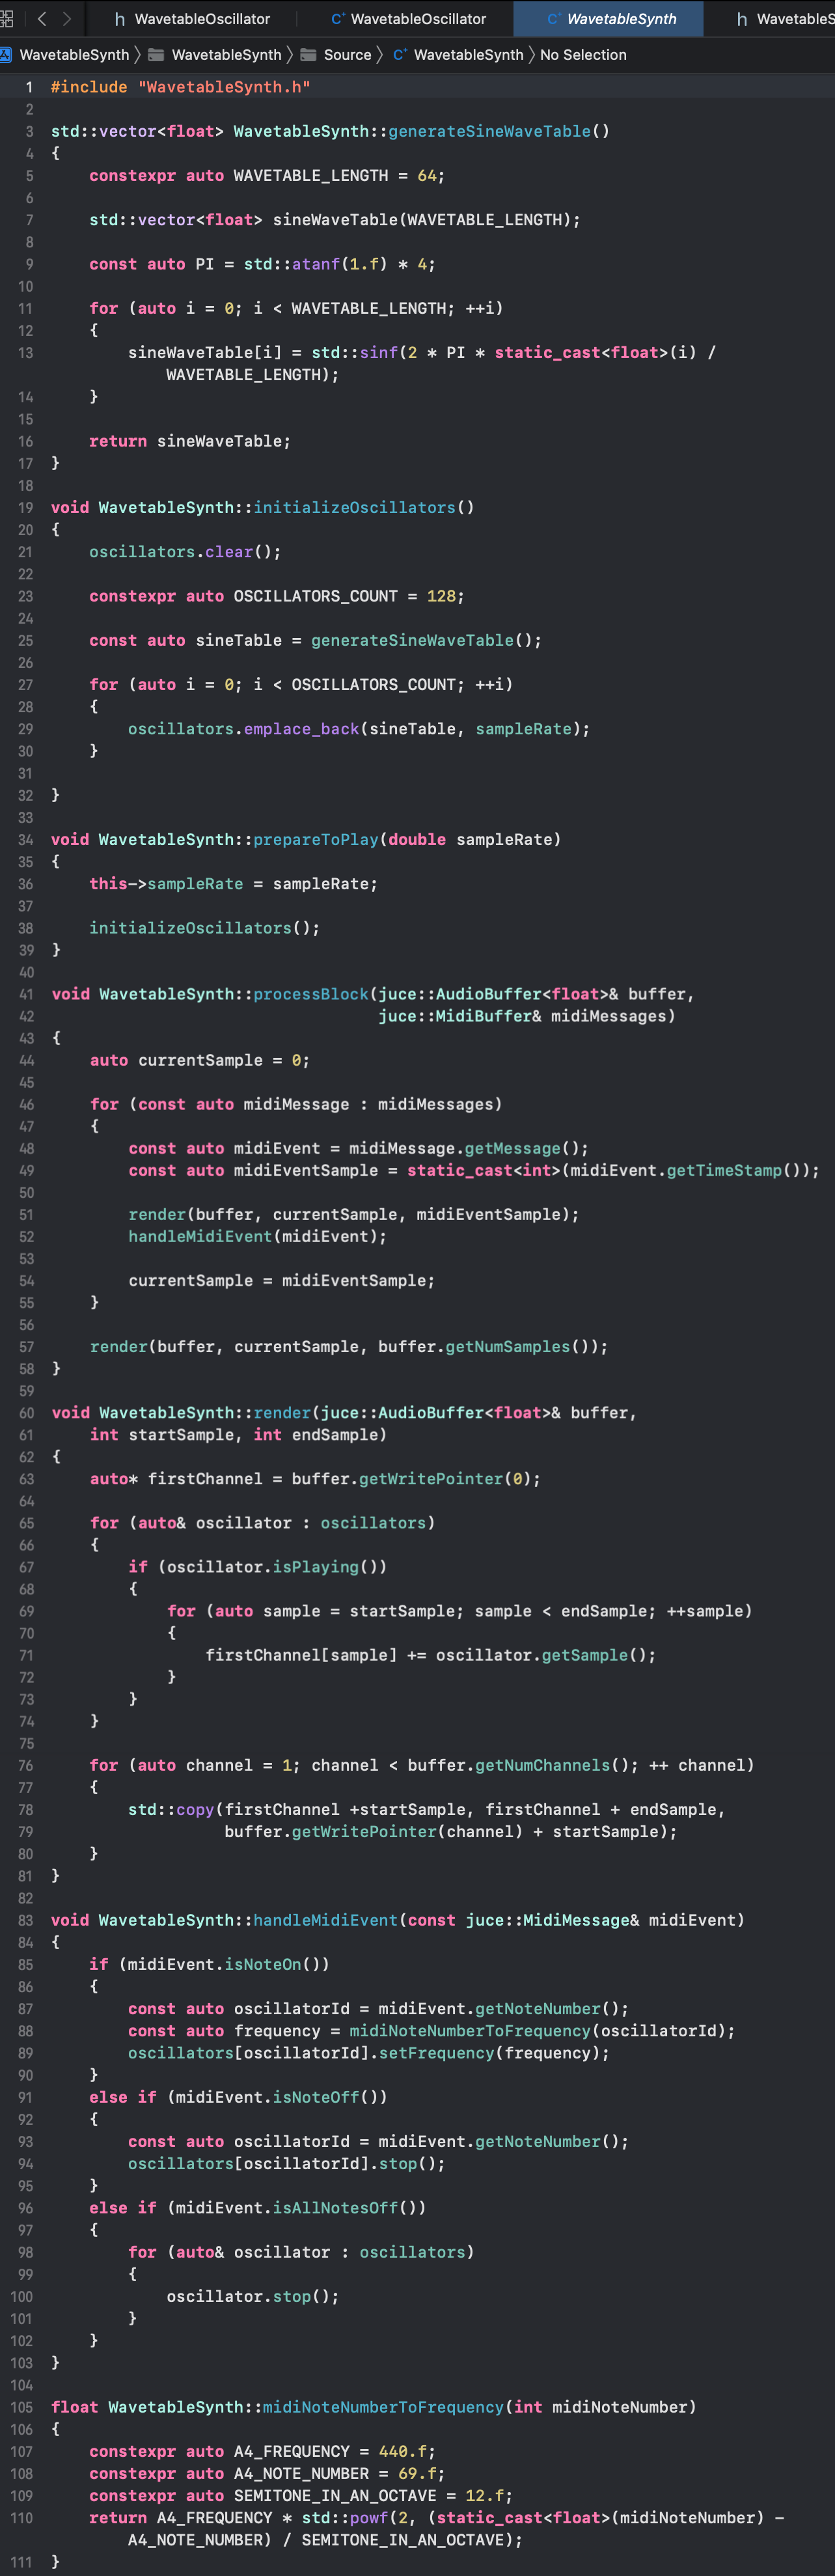 h WavetableOscillator C+ WavetableOscillator C+ WavetableSynth h WavetableS
WavetableSynth 〉 WavetableSynth 〉 Source 〉 C+ WavetableSynth 〉 No Selection
1 #include "WavetableSynth.h"
2
3 std::vector<float> WavetableSynth::generateSineWaveTable()
4 {
5     constexpr auto WAVETABLE_LENGTH = 64;
6
7     std::vector<float> sineWaveTable(WAVETABLE_LENGTH);
8
9     const auto PI = std::atanf(1.f) * 4;
10
11     for (auto i = 0; i < WAVETABLE_LENGTH; ++i)
12     {
13         sineWaveTable[i] = std::sinf(2 * PI * static_cast<float>(i) /
            WAVETABLE_LENGTH);
14     }
15
16     return sineWaveTable;
17 }
18
19 void WavetableSynth::initializeOscillators()
20 {
21     oscillators.clear();
22
23     constexpr auto OSCILLATORS_COUNT = 128;
24
25     const auto sineTable = generateSineWaveTable();
26
27     for (auto i = 0; i < OSCILLATORS_COUNT; ++i)
28     {
29         oscillators.emplace_back(sineTable, sampleRate);
30     }
31
32 }
33
34 void WavetableSynth::prepareToPlay(double sampleRate)
35 {
36     this->sampleRate = sampleRate;
37
38     initializeOscillators();
39 }
40
41 void WavetableSynth::processBlock(juce::AudioBuffer<float>& buffer,
42                                   juce::MidiBuffer& midiMessages)
43 {
44     auto currentSample = 0;
45
46     for (const auto midiMessage : midiMessages)
47     {
48         const auto midiEvent = midiMessage.getMessage();
49         const auto midiEventSample = static_cast<int>(midiEvent.getTimeStamp());
50
51         render(buffer, currentSample, midiEventSample);
52         handleMidiEvent(midiEvent);
53
54         currentSample = midiEventSample;
55     }
56
57     render(buffer, currentSample, buffer.getNumSamples());
58 }
59
60 void WavetableSynth::render(juce::AudioBuffer<float>& buffer,
61     int startSample, int endSample)
62 {
63     auto* firstChannel = buffer.getWritePointer(0);
64
65     for (auto& oscillator : oscillators)
66     {
67         if (oscillator.isPlaying())
68         {
69             for (auto sample = startSample; sample < endSample; ++sample)
70             {
71                 firstChannel[sample] += oscillator.getSample();
72             }
73         }
74     }
75
76     for (auto channel = 1; channel < buffer.getNumChannels(); ++ channel)
77     {
78         std::copy(firstChannel +startSample, firstChannel + endSample,
79                   buffer.getWritePointer(channel) + startSample);
80     }
81 }
82
83 void WavetableSynth::handleMidiEvent(const juce::MidiMessage& midiEvent)
84 {
85     if (midiEvent.isNoteOn())
86     {
87         const auto oscillatorId = midiEvent.getNoteNumber();
88         const auto frequency = midiNoteNumberToFrequency(oscillatorId);
89         oscillators[oscillatorId].setFrequency(frequency);
90     }
91     else if (midiEvent.isNoteOff())
92     {
93         const auto oscillatorId = midiEvent.getNoteNumber();
94         oscillators[oscillatorId].stop();
95     }
96     else if (midiEvent.isAllNotesOff())
97     {
98         for (auto& oscillator : oscillators)
99         {
100             oscillator.stop();
101         }
102     }
103 }
104
105 float WavetableSynth::midiNoteNumberToFrequency(int midiNoteNumber)
106 {
107     constexpr auto A4_FREQUENCY = 440.f;
108     constexpr auto A4_NOTE_NUMBER = 69.f;
109     constexpr auto SEMITONE_IN_AN_OCTAVE = 12.f;
110     return A4_FREQUENCY * std::powf(2, (static_cast<float>(midiNoteNumber) -
        A4_NOTE_NUMBER) / SEMITONE_IN_AN_OCTAVE);
111 }